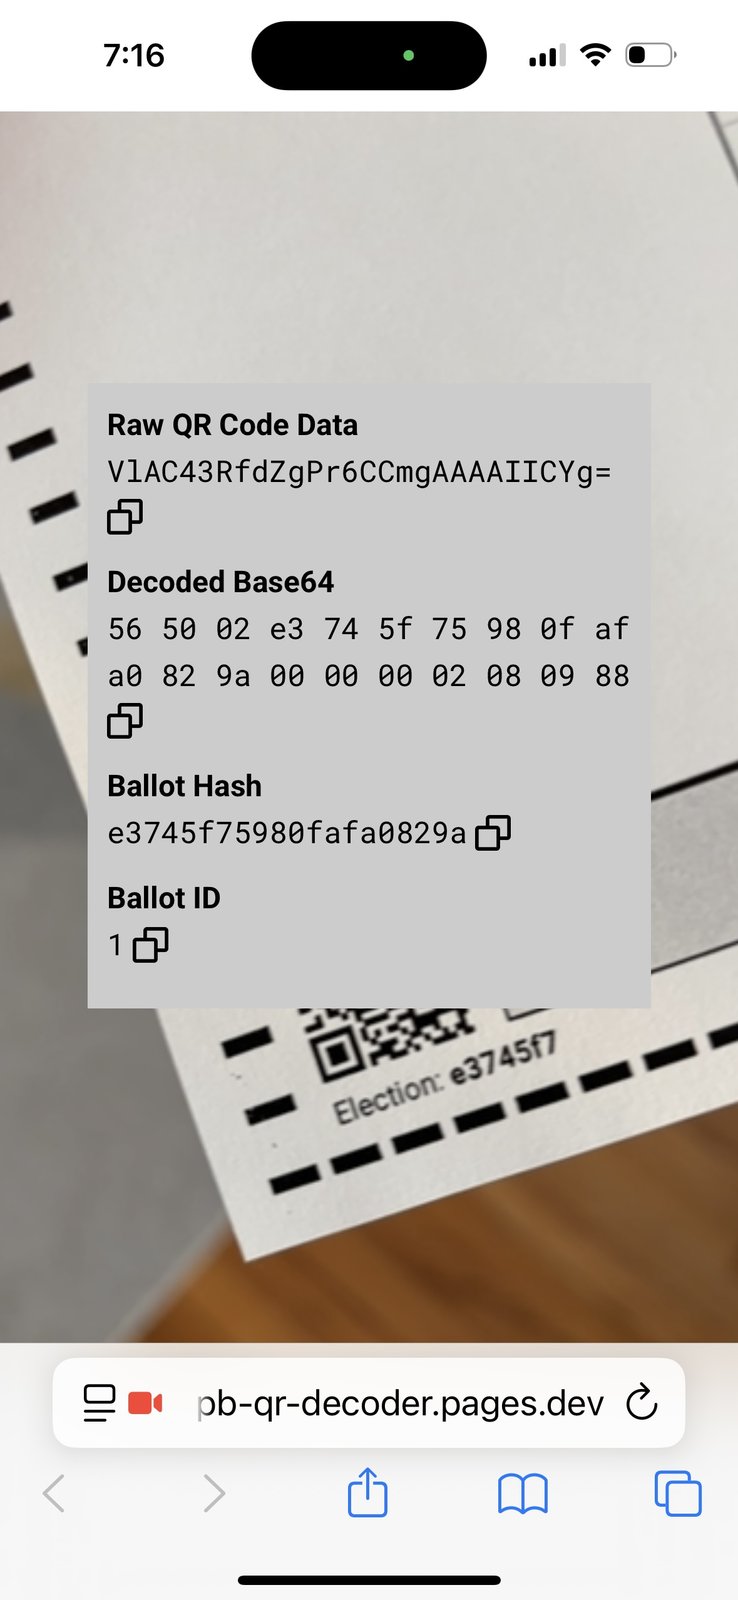 7:16
Raw QR Code Data
VlAC43RfdZgPr6CCmgAAAAIICYg=
Decoded Base64
56 50 02 e3 74 5f 75 98 0f af
a0 82 9a 00 00 00 02 08 09 88
Ballot Hash
e3745f75980fafa0829a
Ballot ID
1
Election: e3745f7
pb-qr-decoder.pages.dev